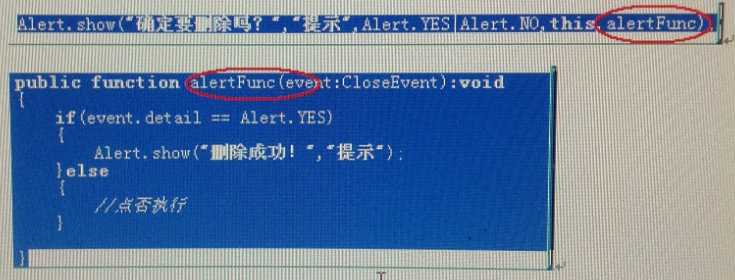 Alert.show("确定要删除吗？","提示",Alert.YES|Alert.NO,this,alertFunc);
public function alertFunc(event:CloseEvent):void
{
if(event.detail == Alert.YES)
{
Alert.show("删除成功！","提示");
}else
{
//点否执行
}
}